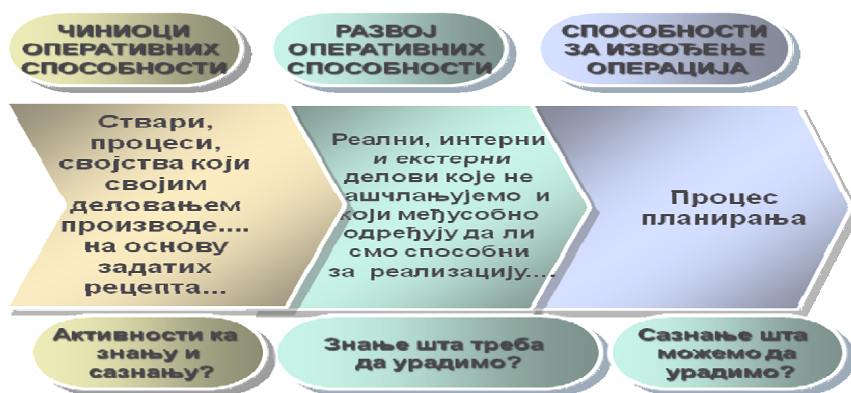 ЧИНИОЦИ
ОПЕРАТИВНИХ
СПОСОБНОСТИ
РАЗВОЈ
ОПЕРАТИВНИХ
СПОСОБНОСТИ
СПОСОБНОСТИ
ЗА ИЗВОЂЕЊЕ
ОПЕРАЦИЈА
Ствари,
процеси,
својства који
својим
деловањем
производе....
на основу
задатих
рецепта...
Реални, интерни
и екстерни
делови које не
ашчлањујемо и
који међусобно
одређују да ли
смо способни
за реализацију....
Процес
планирања
Активности ка
знању и
сазнању?
Знање шта треба
да урадимо?
Сазнање шта
можемо да
урадимо?